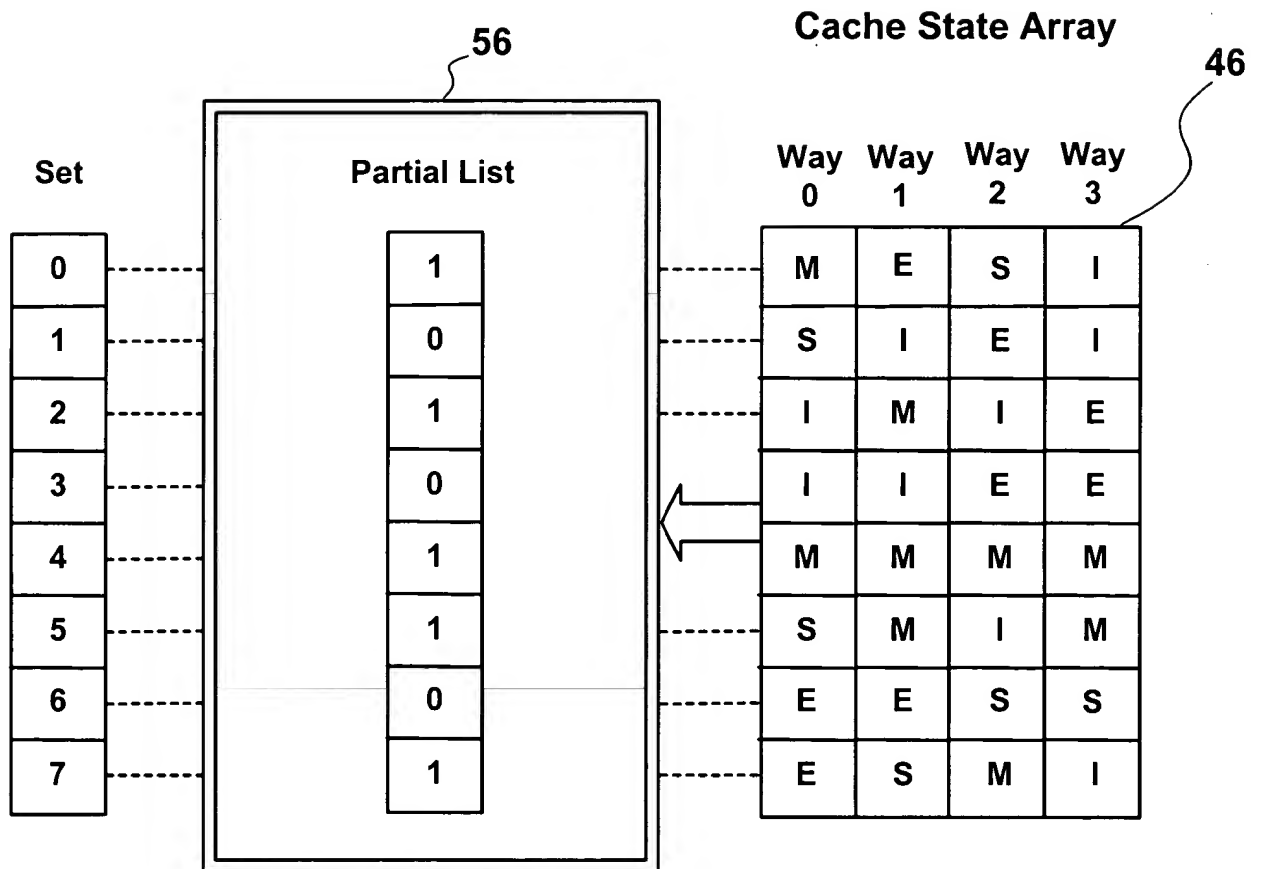 Cache State Array
56
46
Set
Partial List
Way Way Way Way
0 1 2 3
0 1 M E S I
1 0 S I E I
2 1 I M I E
3 0 I I E E
4 1 M M M M
5 1 S M I M
6 0 E E S S
7 1 E S M I